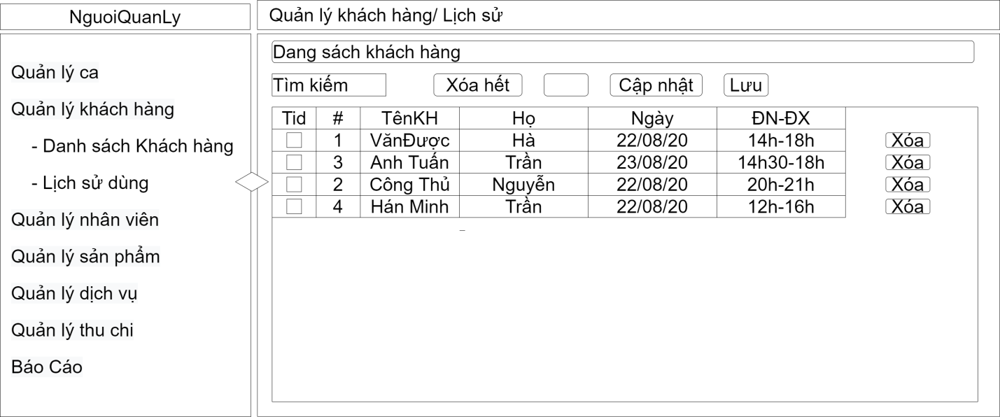 NguoiQuanLy
Quản lý khách hàng/ Lịch sử
Quản lý ca
Quản lý khách hàng
- Danh sách Khách hàng
- Lịch sử dùng
Quản lý nhân viên
Quản lý sản phẩm
Quản lý dịch vụ
Quản lý thu chi
Báo Cáo
Dang sách khách hàng
Tìm kiếm Xóa hết Cập nhật Lưu
Tid # TênKH Họ Ngày ĐN-ĐX
1 VănĐược Hà 22/08/20 14h-18h Xóa
3 Anh Tuấn Trần 23/08/20 14h30-18h Xóa
2 Công Thủ Nguyễn 22/08/20 20h-21h Xóa
4 Hán Minh Trần 22/08/20 12h-16h Xóa